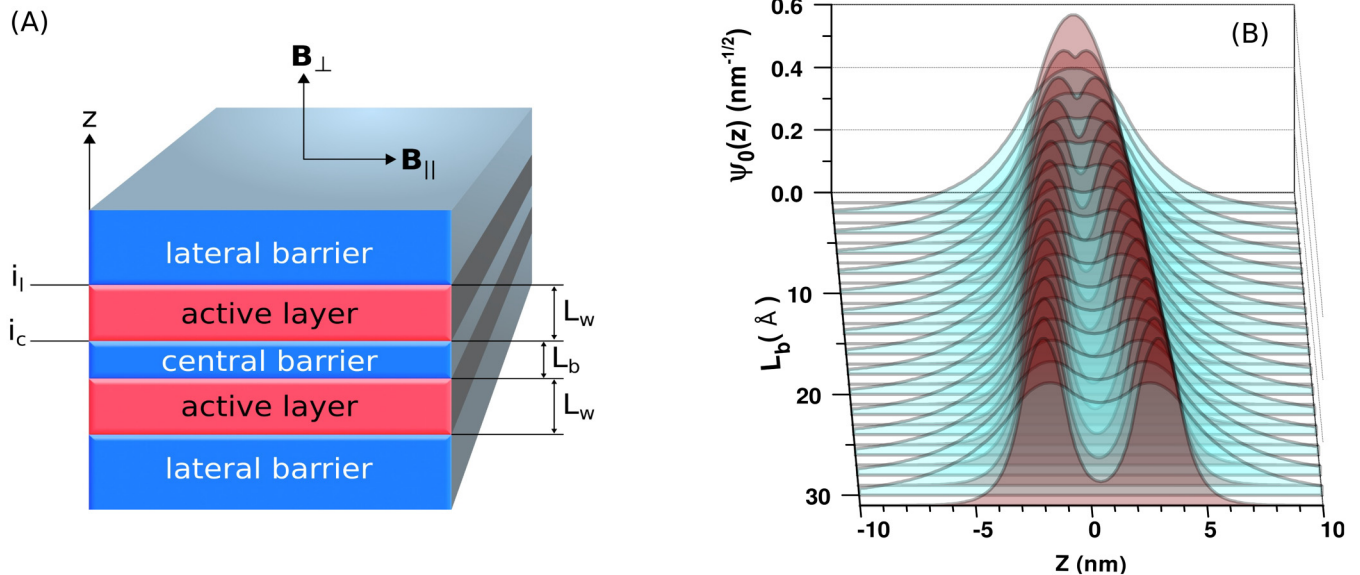 (A)
B⊥
z
B||
lateral barrier
i_l
active layer
L_w
i_c
central barrier
L_b
active layer
L_w
lateral barrier
(B)
Ψ₀(z) (nm⁻¹/²)
0.6
0.4
0.2
0.0
L_b( Å )
10
20
30
-10
-5
0
5
10
Z (nm)